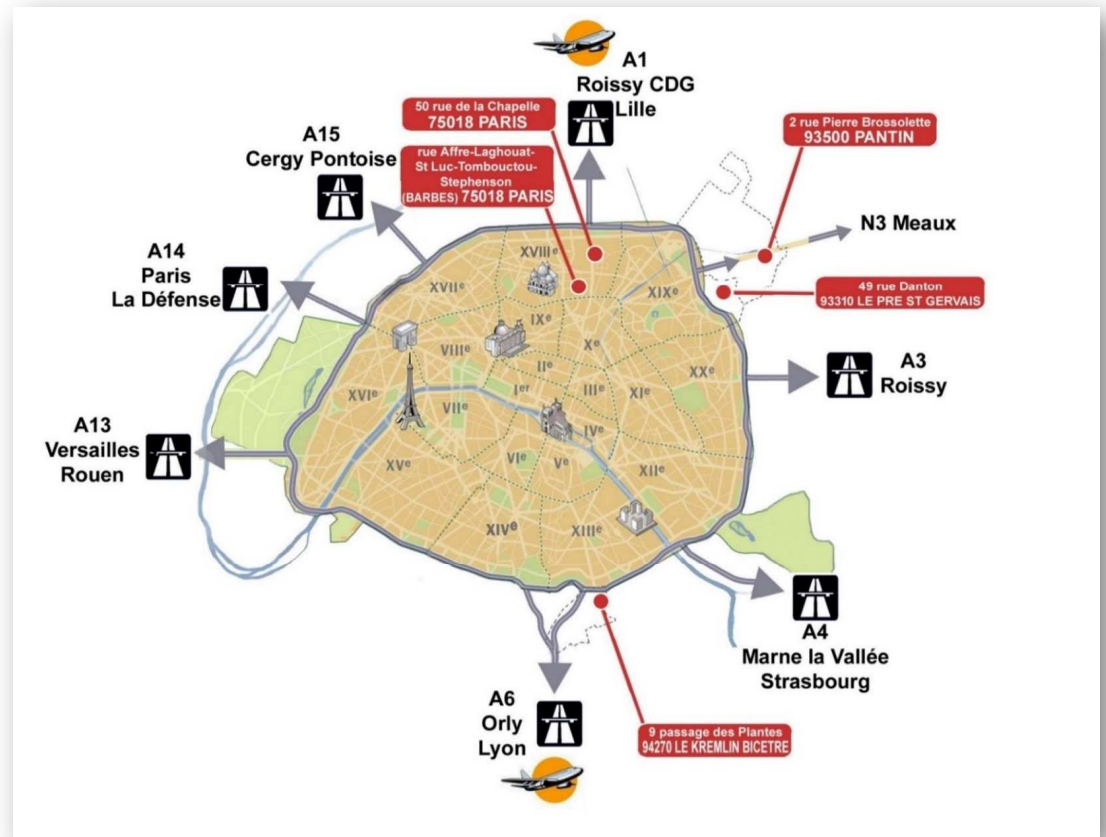 A1
Roissy CDG
Lille
50 rue de la Chapelle
75018 PARIS
2 rue Pierre Brossolette
93500 PANTIN
A15
Cergy Pontoise
rue Affre-Laghouat-
St Luc-Tombouctou-
Stephenson
(BARBES) 75018 PARIS
N3 Meaux
A14
Paris
La Défense
XVIIIe
XVIIe
XIXe
49 rue Danton
93310 LE PRE ST GERVAIS
IXe
Xe
VIIIe
IIe
XXe
A3
Roissy
XVIe
Ier
IIIe
XIe
VIIe
IVe
A13
Versailles
Rouen
XVe
VIe
Ve
XIIe
XIVe
XIIIe
A4
Marne la Vallée
Strasbourg
A6
Orly
Lyon
9 passage des Plantes
94270 LE KREMLIN BICETRE